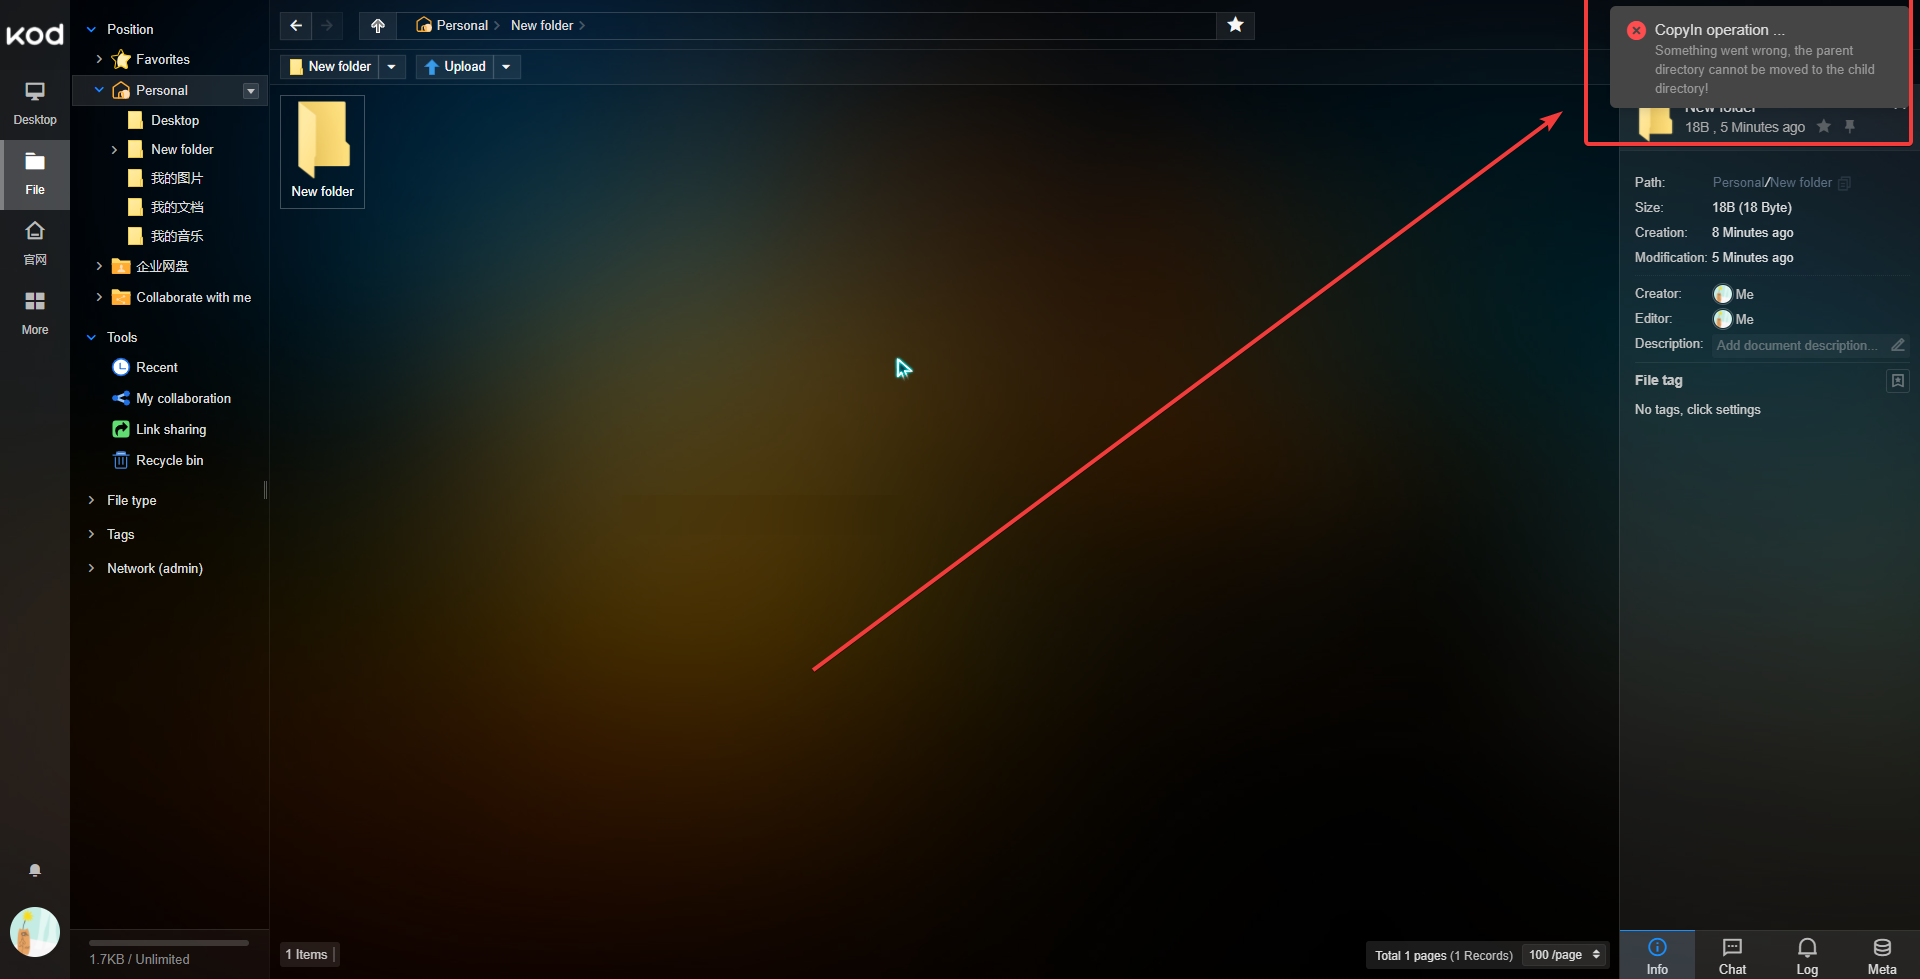 kod
Desktop
File
官网
More
Position
Favorites
Personal
Desktop
New folder
我的图片
我的文档
我的音乐
企业网盘
Collaborate with me
Tools
Recent
My collaboration
Link sharing
Recycle bin
File type
Tags
Network (admin)
1.7KB / Unlimited
Personal
New folder
New folder
Upload
New folder
1 Items
Total 1 pages (1 Records)
100 /page
CopyIn operation ...
Something went wrong, the parent
directory cannot be moved to the child
directory!
New folder
18B , 5 Minutes ago
Path: Personal/New folder
Size: 18B (18 Byte)
Creation: 8 Minutes ago
Modification: 5 Minutes ago
Creator: Me
Editor: Me
Description: Add document description...
File tag
No tags, click settings
Info
Chat
Log
Meta